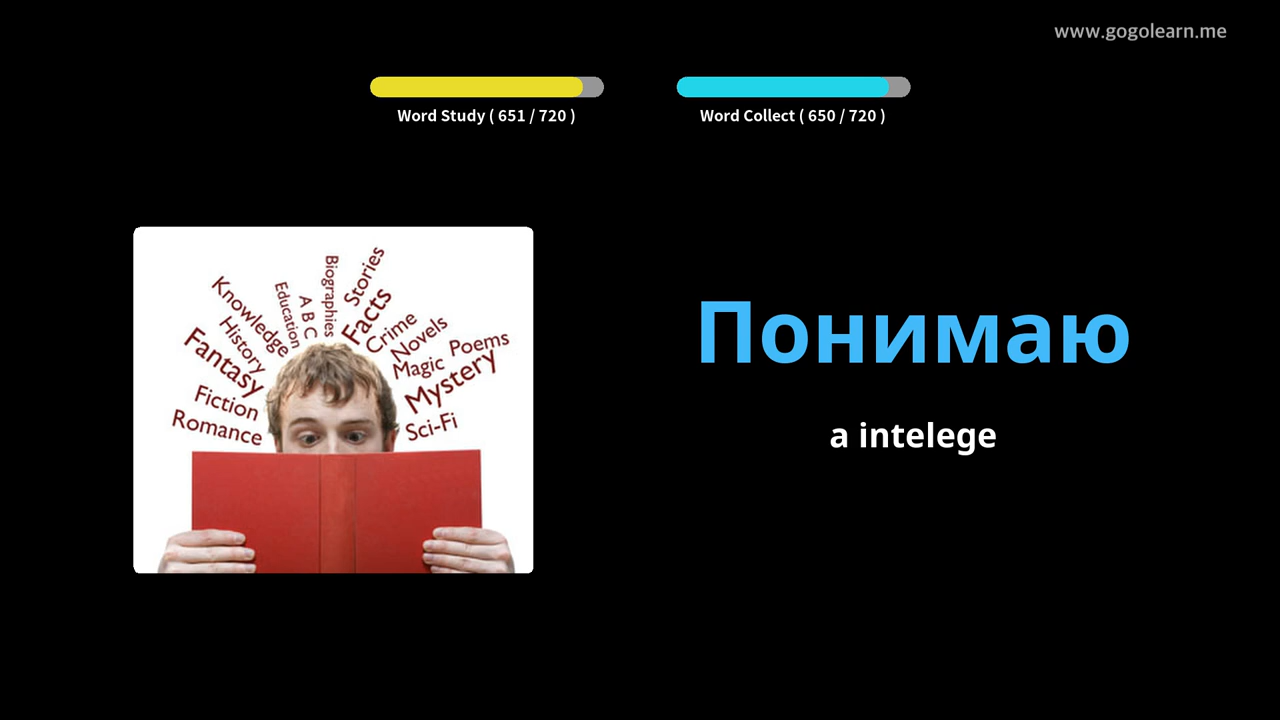 www.gogolearn.me
Word Study ( 651 / 720 )
Word Collect ( 650 / 720 )
Knowledge
History
Fantasy
Fiction
Romance
Education
A B C
Biographies
Stories
Facts
Crime
Novels
Magic
Poems
Mystery
Sci-Fi
Понимаю
a intelege